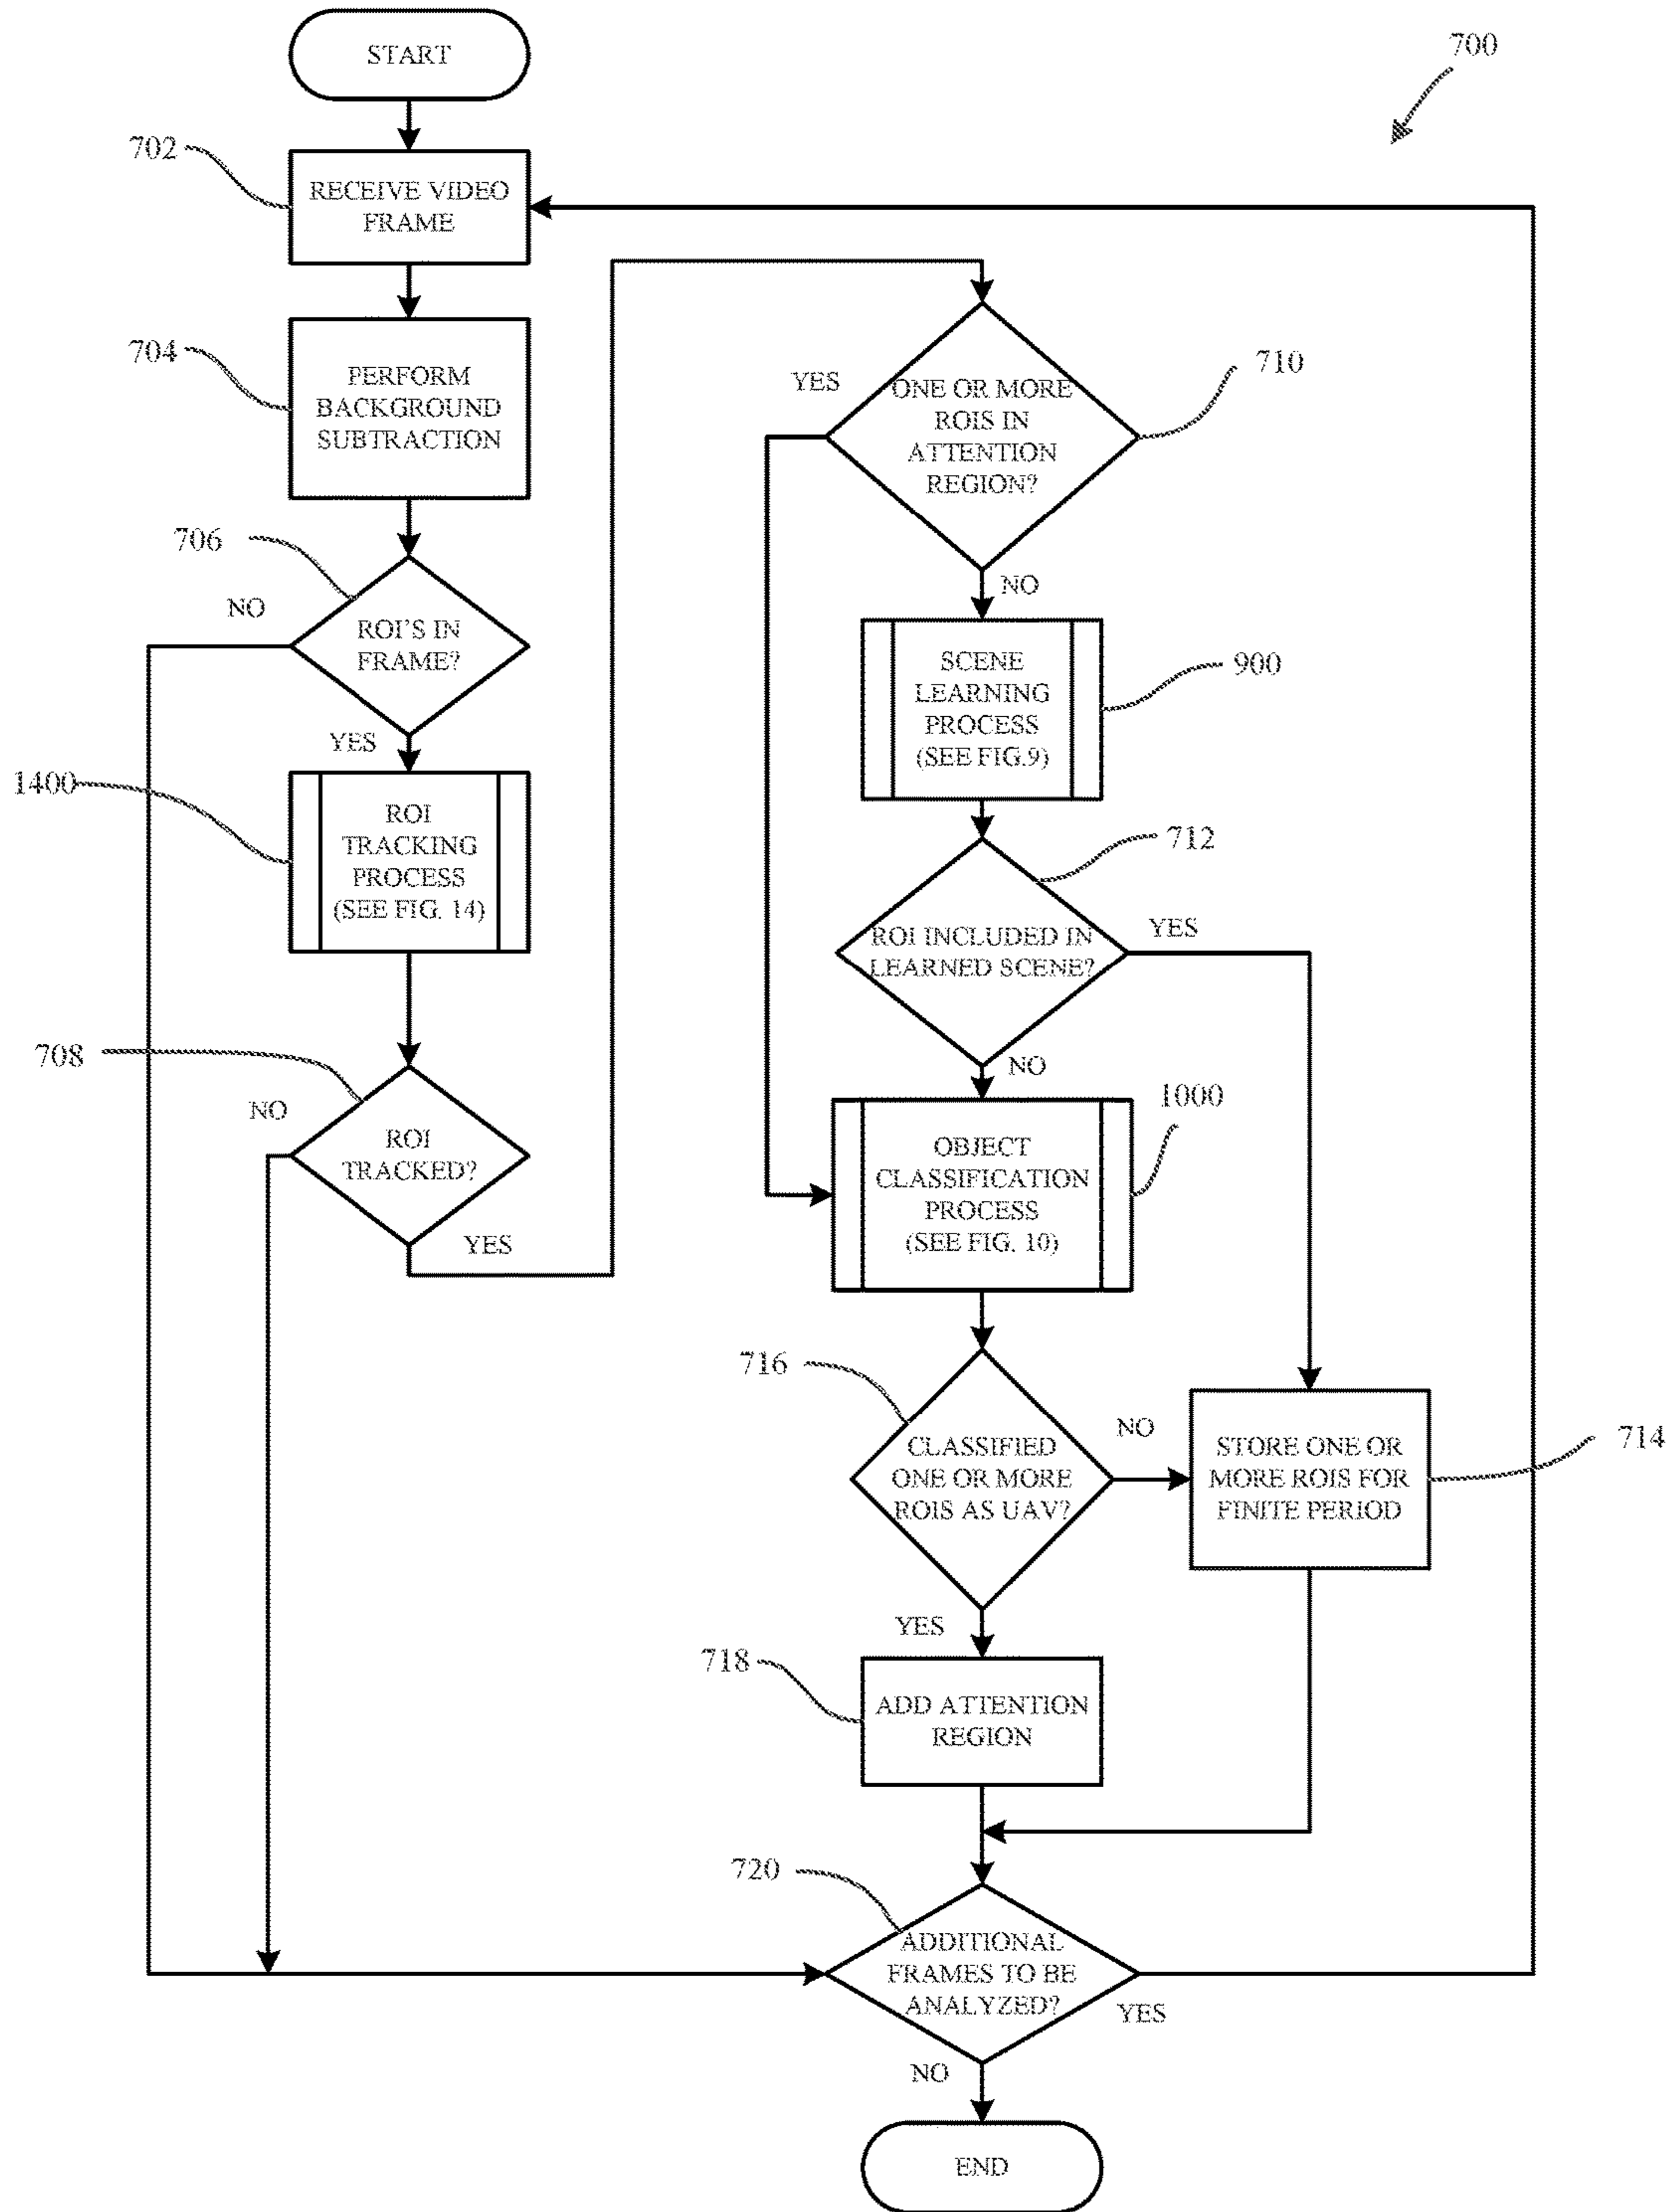 START
700
702
RECEIVE VIDEO
FRAME
704
PERFORM
BACKGROUND
SUBTRACTION
706
NO
ROI'S IN
FRAME?
YES
1400
ROI
TRACKING
PROCESS
(SEE FIG. 14)
708
NO
ROI
TRACKED?
YES
710
YES
ONE OR MORE
ROIS IN
ATTENTION
REGION?
NO
900
SCENE
LEARNING
PROCESS
(SEE FIG.9)
712
ROI INCLUDED IN
LEARNED SCENE?
YES
NO
1000
OBJECT
CLASSIFICATION
PROCESS
(SEE FIG. 10)
716
CLASSIFIED
ONE OR MORE
ROIS AS UAV?
NO
STORE ONE OR
MORE ROIS FOR
FINITE PERIOD
714
YES
718
ADD ATTENTION
REGION
720
ADDITIONAL
FRAMES TO BE
ANALYZED?
YES
NO
END